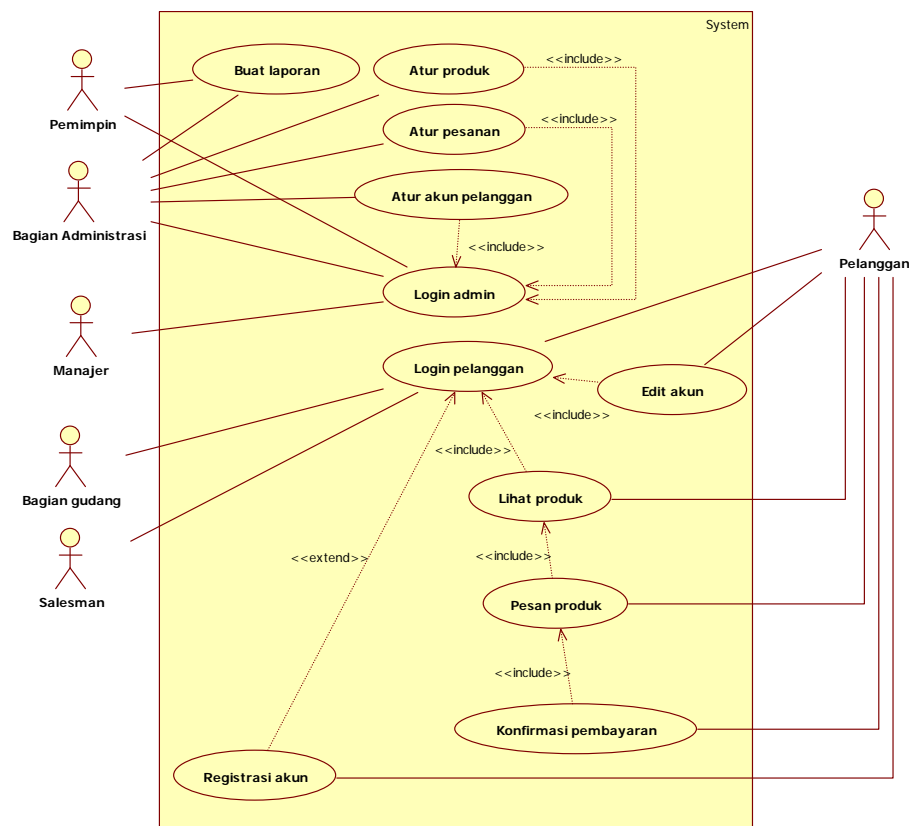 System
Buat laporan
Atur produk
<<include>>
Pemimpin
Atur pesanan
<<include>>
Bagian Administrasi
Atur akun pelanggan
<<include>>
Pelanggan
Login admin
Manajer
Login pelanggan
Edit akun
<<include>>
<<include>>
Bagian gudang
Lihat produk
<<extend>>
<<include>>
Salesman
Pesan produk
<<include>>
Konfirmasi pembayaran
Registrasi akun